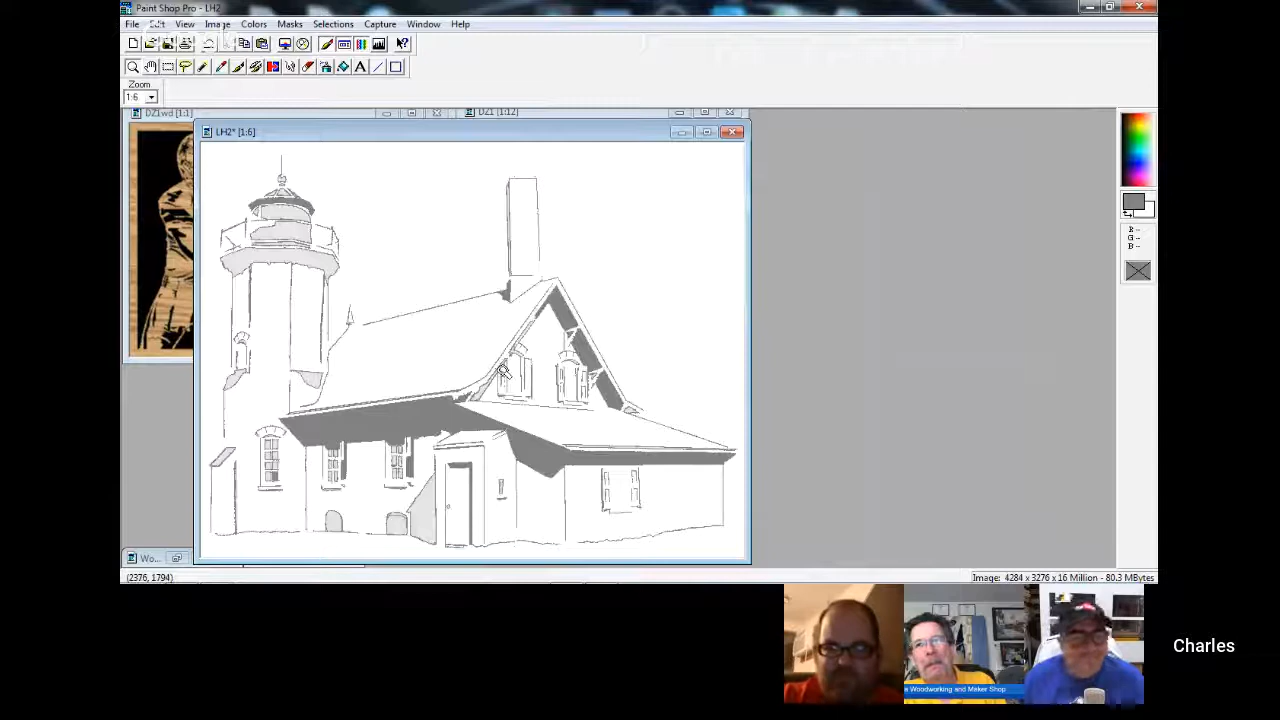 Paint Shop Pro - LH2
File Edit View Image Colors Masks Selections Capture Window Help
Zoom
1:6
DZ1wd [1:1]
DZ1 [1:12]
LH2* [1:6]
R --
G --
B --
Wo...
(2376, 1794)
Image: 4284 x 3276 x 16 Million - 80.3 MBytes
Woodworking and Maker Shop
Charles